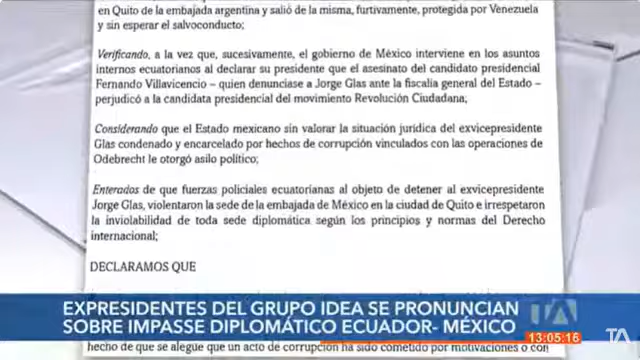 en Quito de la embajada argentina y salió de la misma, furtivamente, protegida por Venezuela
y sin esperar el salvoconducto;
Verificando, a la vez que, sucesivamente, el gobierno de México interviene en los asuntos
internos ecuatorianos al declarar su presidente que el asesinato del candidato presidencial
Fernando Villavicencio – quien denunciase a Jorge Glas ante la fiscalía general del Estado –
perjudicó a la candidata presidencial del movimiento Revolución Ciudadana;
Considerando que el Estado mexicano sin valorar la situación jurídica del exvicepresidente
Glas condenado y encarcelado por hechos de corrupción vinculados con las operaciones de
Odebrecht le otorgó asilo político;
Enterados de que fuerzas policiales ecuatorianas al objeto de detener al exvicepresidente
Jorge Glas, violentaron la sede de la embajada de México en la ciudad de Quito e irrespetaron
la inviolabilidad de toda sede diplomática según los principios y normas del Derecho
internacional;
DECLARAMOS QUE
EXPRESIDENTES DEL GRUPO IDEA SE PRONUNCIAN
SOBRE IMPASSE DIPLOMÁTICO ECUADOR- MÉXICO
TA
13:05:16
TA
hecho de que se alegue que un acto de corrupción ha sido cometido por motivaciones o con